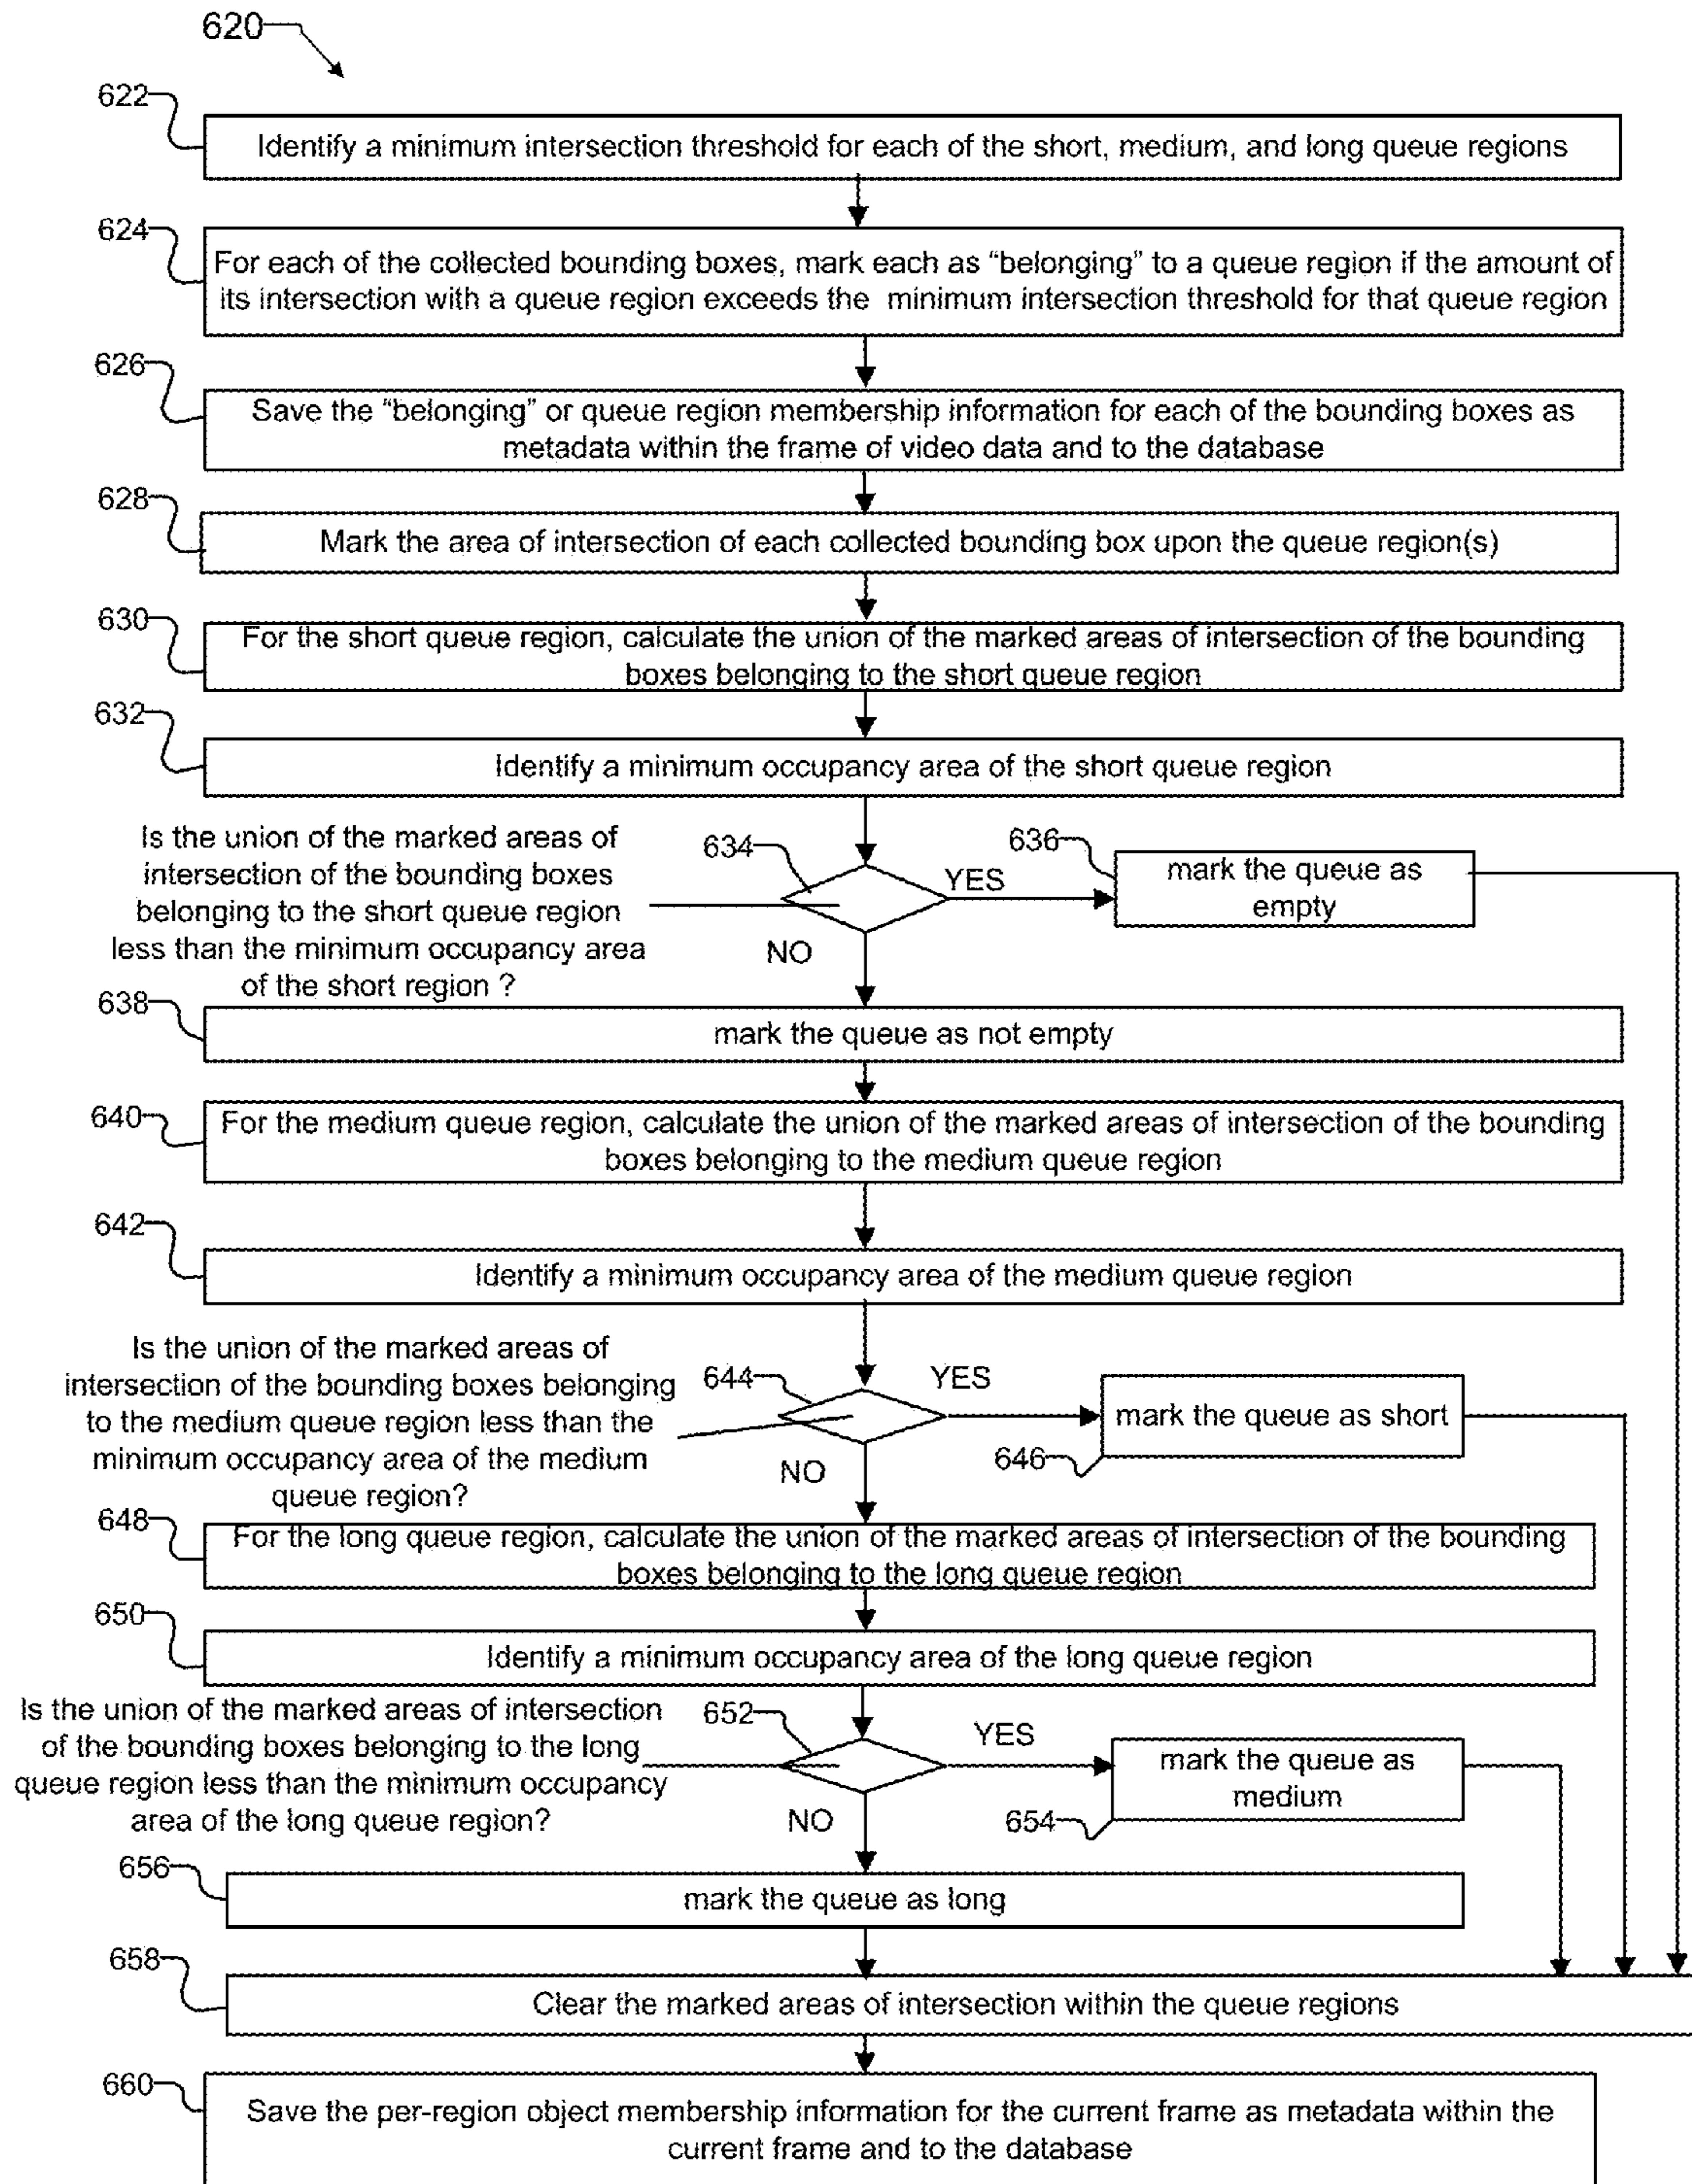 620
622
Identify a minimum intersection threshold for each of the short, medium, and long queue regions
624
For each of the collected bounding boxes, mark each as “belonging” to a queue region if the amount of
its intersection with a queue region exceeds the minimum intersection threshold for that queue region
626
Save the “belonging” or queue region membership information for each of the bounding boxes as
metadata within the frame of video data and to the database
628
Mark the area of intersection of each collected bounding box upon the queue region(s)
630
For the short queue region, calculate the union of the marked areas of intersection of the bounding
boxes belonging to the short queue region
632
Identify a minimum occupancy area of the short queue region
Is the union of the marked areas of
intersection of the bounding boxes
belonging to the short queue region
less than the minimum occupancy area
of the short region ?
634
YES
NO
636
mark the queue as
empty
638
mark the queue as not empty
640
For the medium queue region, calculate the union of the marked areas of intersection of the bounding
boxes belonging to the medium queue region
642
Identify a minimum occupancy area of the medium queue region
Is the union of the marked areas of
intersection of the bounding boxes belonging
to the medium queue region less than the
minimum occupancy area of the medium
queue region?
644
YES
NO
mark the queue as short
646
648
For the long queue region, calculate the union of the marked areas of intersection of the bounding
boxes belonging to the long queue region
650
Identify a minimum occupancy area of the long queue region
Is the union of the marked areas of intersection
of the bounding boxes belonging to the long
queue region less than the minimum occupancy
area of the long queue region?
652
YES
NO
mark the queue as
medium
654
656
mark the queue as long
658
Clear the marked areas of intersection within the queue regions
660
Save the per-region object membership information for the current frame as metadata within the
current frame and to the database